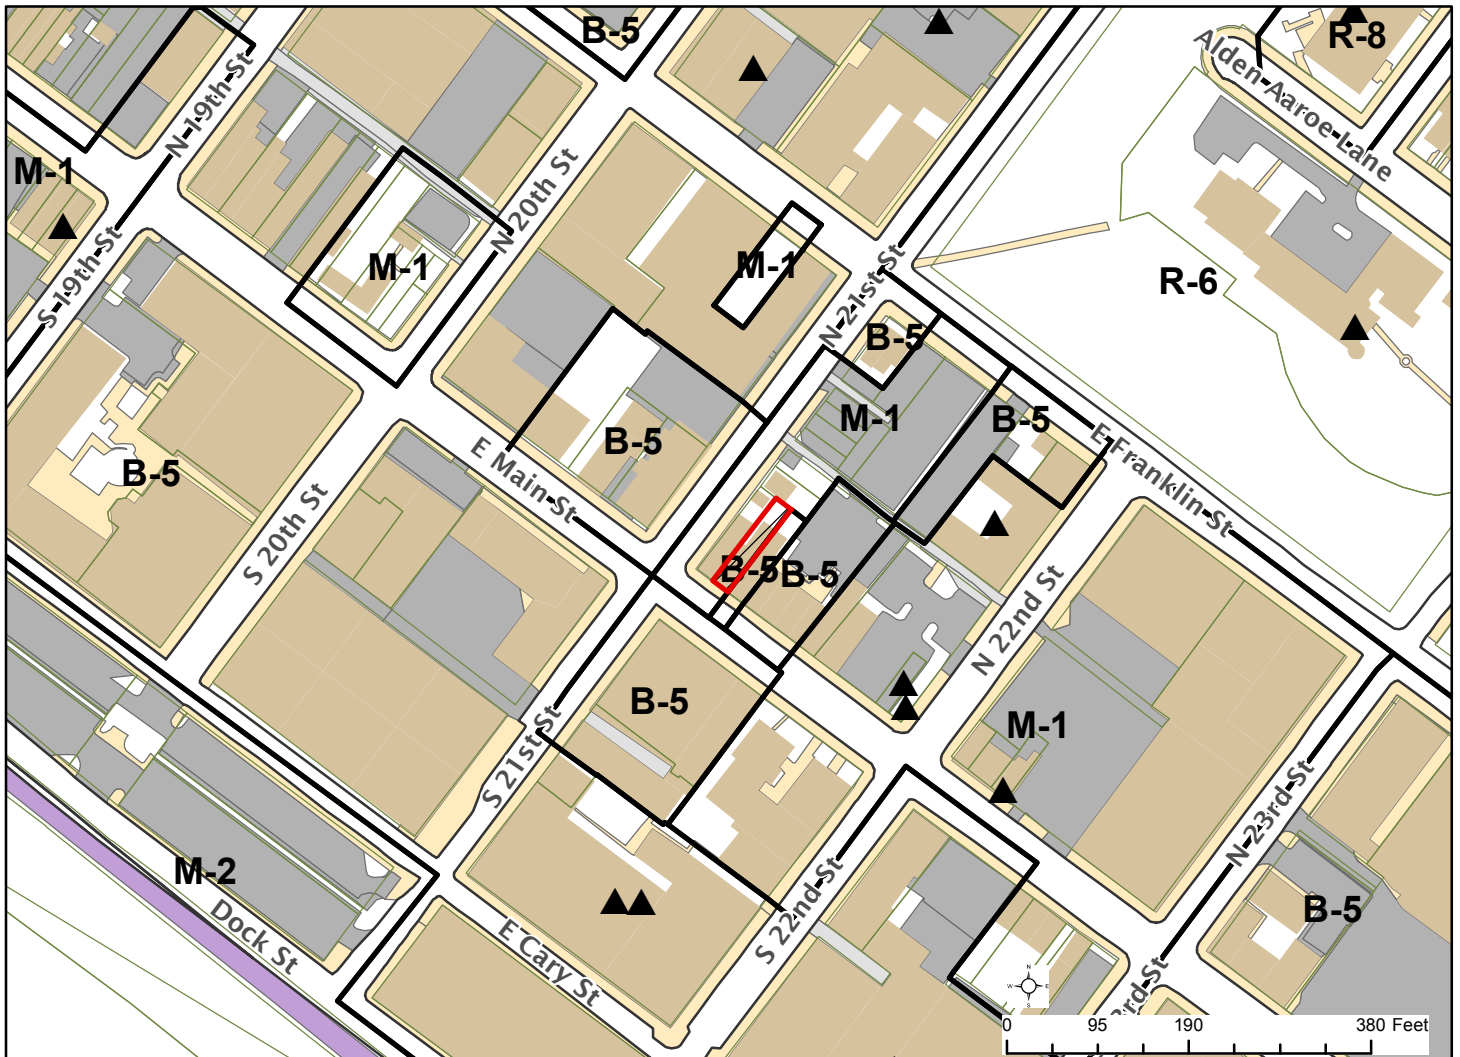 B-5
R-8
Alden Aaroe Lane
N 19th St
M-1
N 20th St
M-1
M-1
R-6
S 19th St
N 21st St
B-5
M-1
B-5
B-5
B-5
E Main St
E Franklin St
S 20th St
B-5
B-5
N 22nd St
B-5
M-1
S 21st St
N 23rd St
M-2
B-5
Dock St
E Cary St
S 22nd St
3rd St
N
W E
S
0 95 190 380 Feet